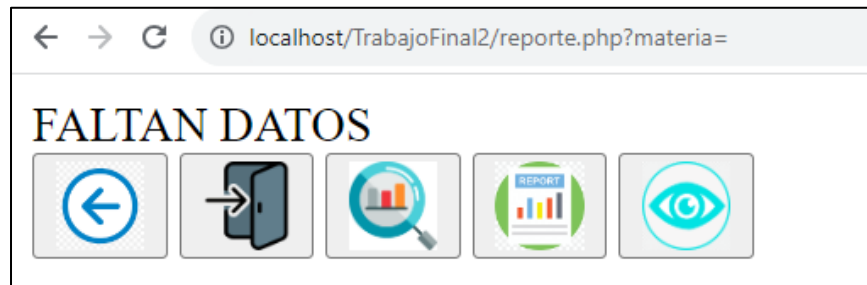 localhost/TrabajoFinal2/reporte.php?materia=
FALTAN DATOS
REPORT